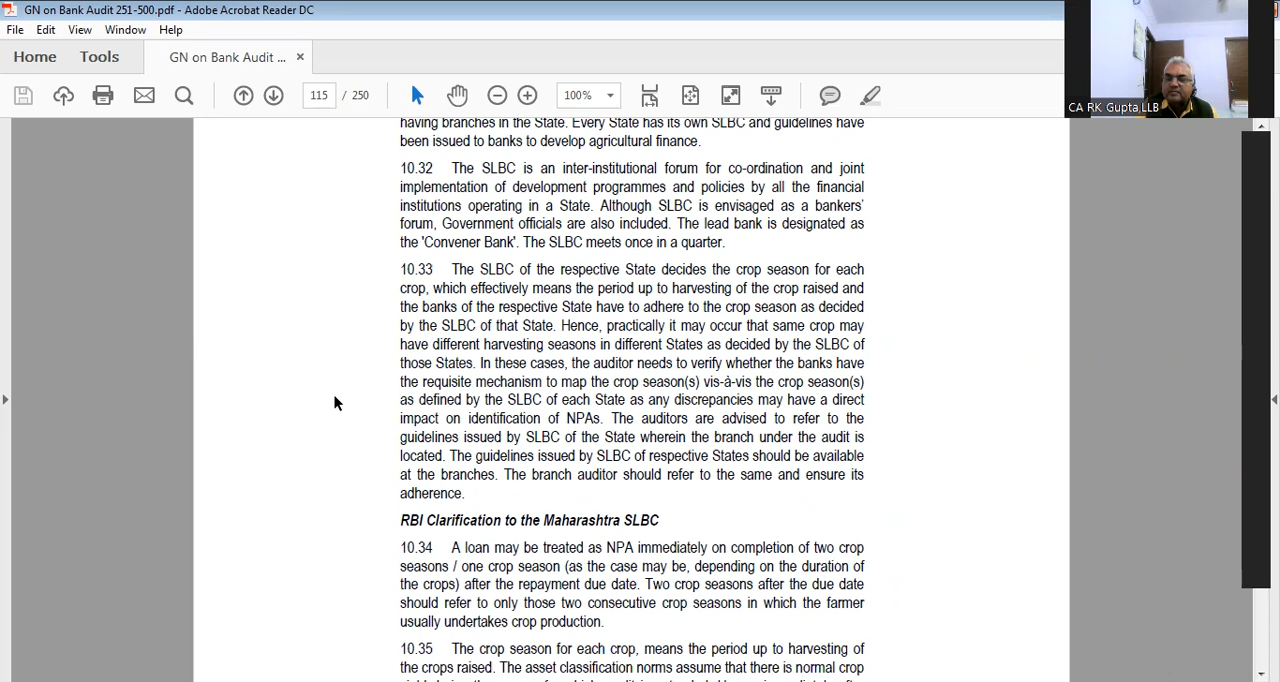 GN on Bank Audit 251-500.pdf - Adobe Acrobat Reader DC
File Edit View Window Help
Home Tools GN on Bank Audit ... ×
115 / 250 100%
CA RK Gupta,LLB
having branches in the State. Every State has its own SLBC and guidelines have
been issued to banks to develop agricultural finance.
10.32 The SLBC is an inter-institutional forum for co-ordination and joint
implementation of development programmes and policies by all the financial
institutions operating in a State. Although SLBC is envisaged as a bankers'
forum, Government officials are also included. The lead bank is designated as
the 'Convener Bank'. The SLBC meets once in a quarter.
10.33 The SLBC of the respective State decides the crop season for each
crop, which effectively means the period up to harvesting of the crop raised and
the banks of the respective State have to adhere to the crop season as decided
by the SLBC of that State. Hence, practically it may occur that same crop may
have different harvesting seasons in different States as decided by the SLBC of
those States. In these cases, the auditor needs to verify whether the banks have
the requisite mechanism to map the crop season(s) vis-à-vis the crop season(s)
as defined by the SLBC of each State as any discrepancies may have a direct
impact on identification of NPAs. The auditors are advised to refer to the
guidelines issued by SLBC of the State wherein the branch under the audit is
located. The guidelines issued by SLBC of respective States should be available
at the branches. The branch auditor should refer to the same and ensure its
adherence.
RBI Clarification to the Maharashtra SLBC
10.34 A loan may be treated as NPA immediately on completion of two crop
seasons / one crop season (as the case may be, depending on the duration of
the crops) after the repayment due date. Two crop seasons after the due date
should refer to only those two consecutive crop seasons in which the farmer
usually undertakes crop production.
10.35 The crop season for each crop, means the period up to harvesting of
the crops raised. The asset classification norms assume that there is normal crop